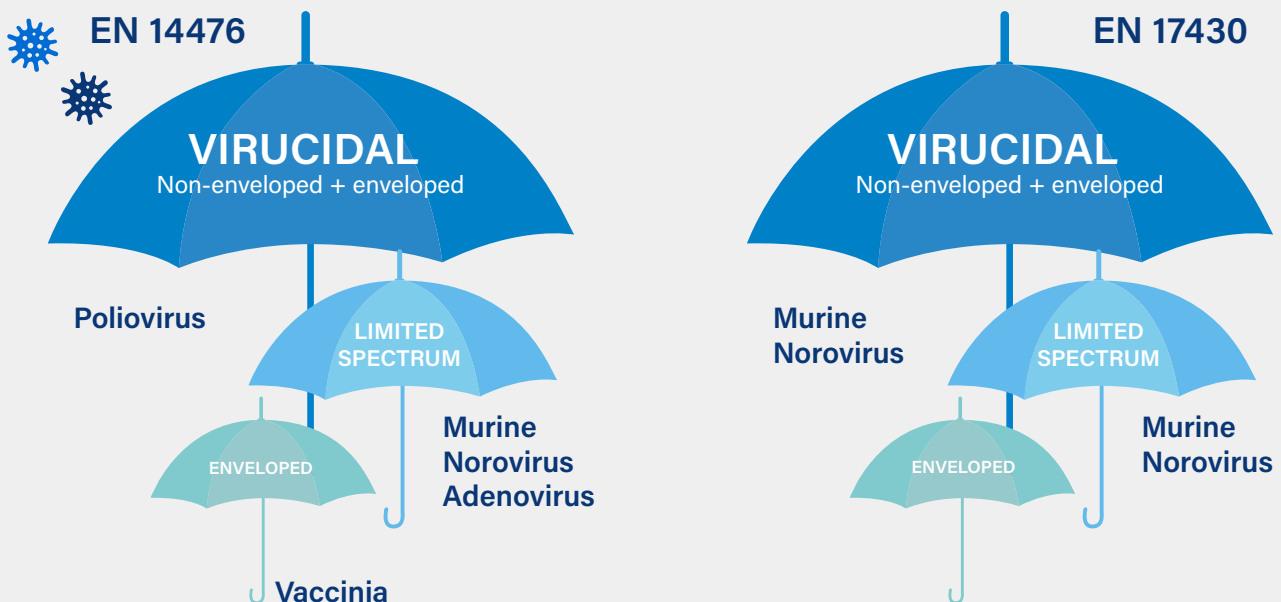 EN 14476
VIRUCIDAL
Non-enveloped + enveloped
Poliovirus
LIMITED
SPECTRUM
Murine
Norovirus
Adenovirus
ENVELOPED
Vaccinia
EN 17430
VIRUCIDAL
Non-enveloped + enveloped
Murine
Norovirus
LIMITED
SPECTRUM
Murine
Norovirus
ENVELOPED